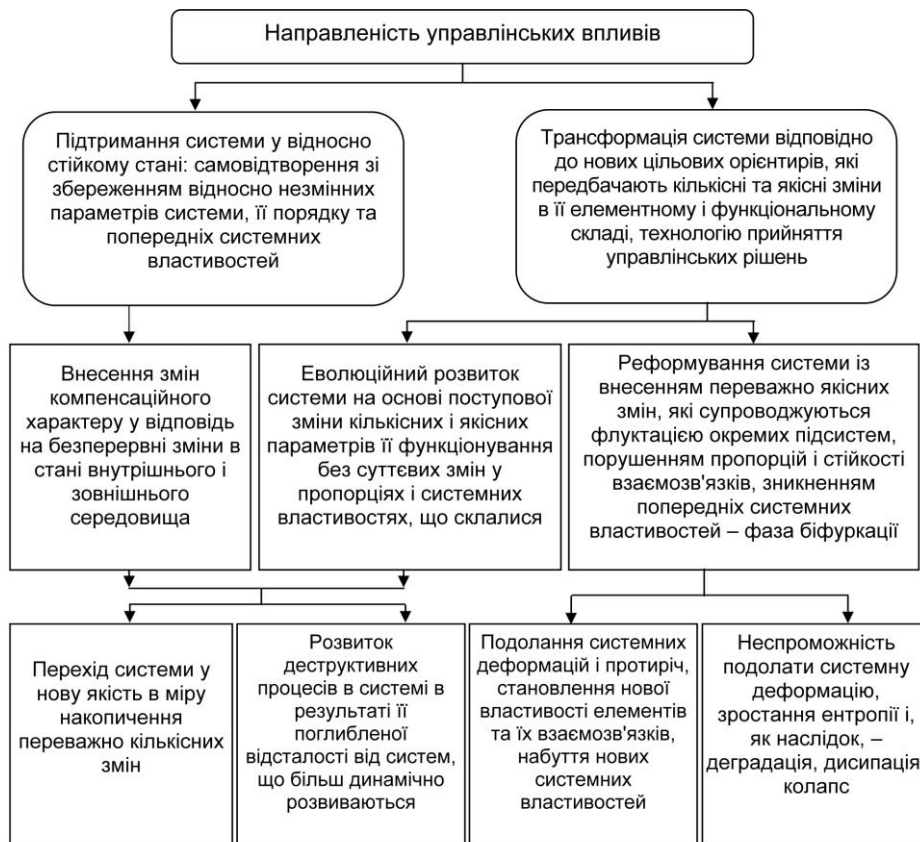 Направленість управлінських впливів
Підтримання системи у відносно
стійкому стані: самовідтворення зі
збереженням відносно незмінних
параметрів системи, її порядку та
попередніх системних
властивостей
Трансформація системи відповідно
до нових цільових орієнтирів, які
передбачають кількісні та якісні зміни
в її елементному і функціональному
складі, технологію прийняття
управлінських рішень
Внесення змін
компенсаційного
характеру у відповідь
на безперервні зміни в
стані внутрішнього і
зовнішнього
середовища
Еволюційний розвиток
системи на основі поступової
зміни кількісних і якісних
параметрів її функціонування
без суттєвих змін у
пропорціях і системних
властивостях, що склалися
Реформування системи із
внесенням переважно якісних
змін, які супроводжуються
флуктацією окремих підсистем,
порушенням пропорцій і стійкості
взаємозв'язків, зникненням
попередніх системних
властивостей – фаза біфуркації
Перехід системи у
нову якість в міру
накопичення
переважно кількісних
змін
Розвиток
деструктивних
процесів в системі в
результаті її
поглибленої
відсталості від систем,
що більш динамічно
розвиваються
Подолання системних
деформацій і протиріч,
становлення нової
властивості елементів
та їх взаємозв'язків,
набуття нових
системних
властивостей
Неспроможність
подолати системну
деформацію,
зростання ентропії і,
як наслідок, –
деградація, дисипація
колапс